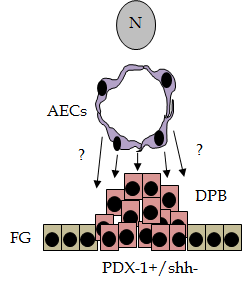 N
AECs
?
?
DPB
FG
PDX-1+/shh-